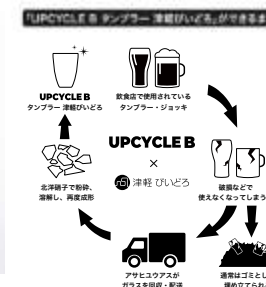 「UPCYCLE B タンブラー 津軽びいどろ」ができるま
UPCYCLE B
タンブラー 津軽びいどろ
飲食店で使用されている
タンブラー・ジョッキ
UPCYCLE B
×
津軽 びいどろ
北洋硝子で粉砕、
溶解し、再度成形
破損などで
使えなくなってしまう
アサヒユウアスが
ガラスを回収・配送
通常はゴミとし
埋め立てられ